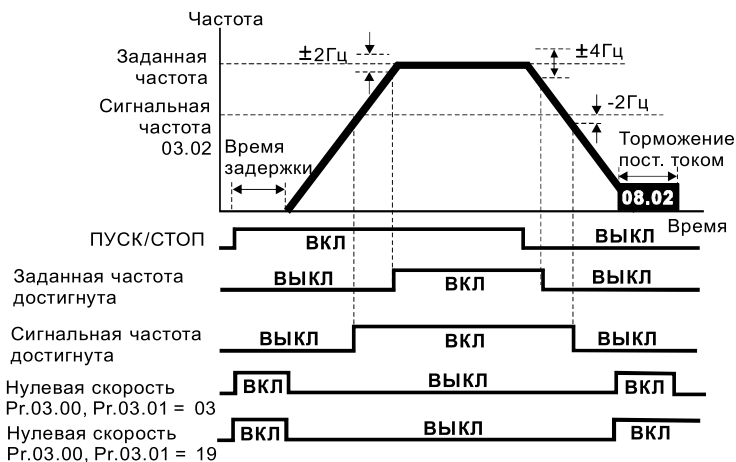 Частота
Заданная
частота
±2Гц
±4Гц
Сигнальная
частота
03.02
-2Гц
Время
задержки
Торможение
пост. током
08.02
Время
ПУСК/СТОП
ВКЛ
ВЫКЛ
Заданная частота
достигнута
ВЫКЛ
ВКЛ
ВЫКЛ
Сигнальная частота
достигнута
ВЫКЛ
ВКЛ
ВЫКЛ
Нулевая скорость
Pr.03.00, Pr.03.01 = 03
ВКЛ
ВЫКЛ
ВКЛ
Нулевая скорость
Pr.03.00, Pr.03.01 = 19
ВКЛ
ВЫКЛ
ВКЛ